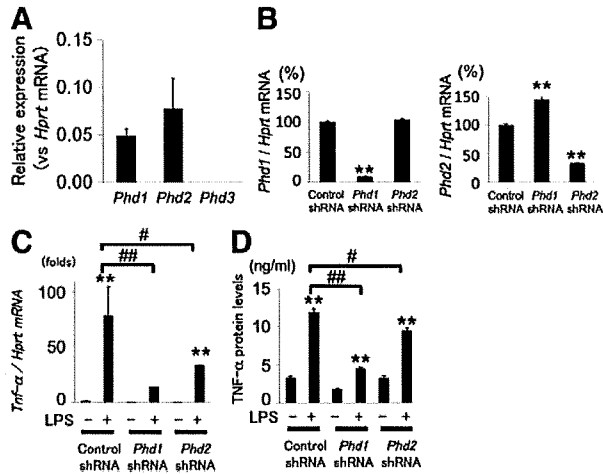 A
Relative expression
(vs Hprt mRNA)
0.15
0.10
0.05
0.00
Phd1 Phd2 Phd3
B
(%)
Phd1 / Hprt mRNA
150
100
50
0
**
Control shRNA
Phd1 shRNA
Phd2 shRNA
(%)
Phd2 / Hprt mRNA
150
100
50
0
**
**
Control shRNA
Phd1 shRNA
Phd2 shRNA
C
(folds)
Tnf-α / Hprt mRNA
100
50
0
#
##
**
**
LPS − + − + − +
Control shRNA
Phd1 shRNA
Phd2 shRNA
D
(ng/ml)
TNF-α protein levels
15
10
5
0
#
##
**
**
**
LPS − + − + − +
Control shRNA
Phd1 shRNA
Phd2 shRNA